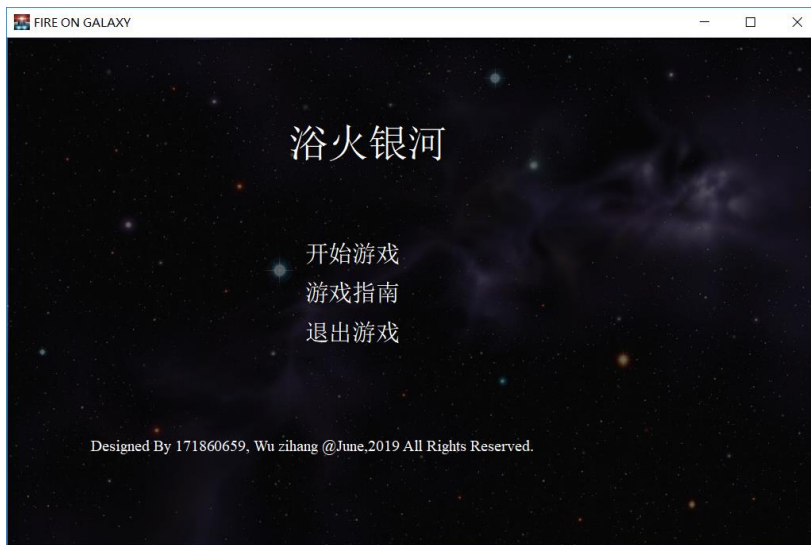 FIRE ON GALAXY
浴火银河
开始游戏
游戏指南
退出游戏
Designed By 171860659, Wu zihang @June,2019 All Rights Reserved.